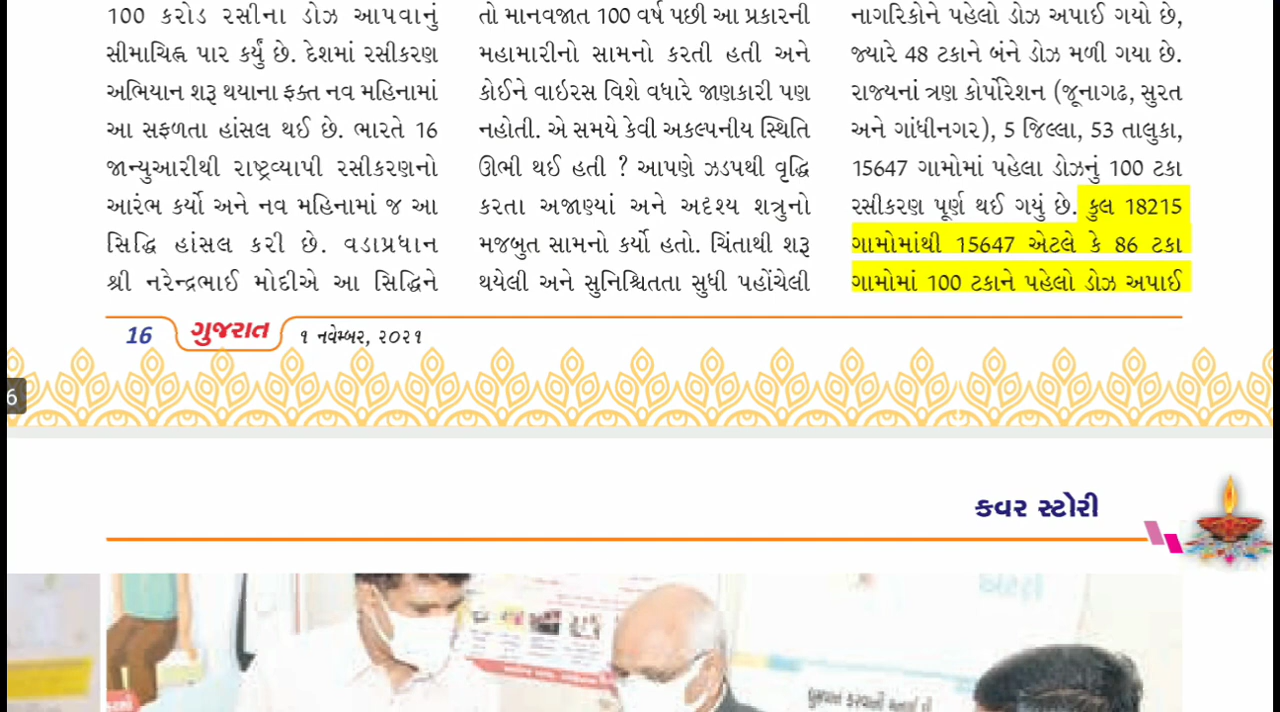 100 કરોડ રસીના ડોઝ આપવાનું
સીમાચિહ્ન પાર કર્યું છે. દેશમાં રસીકરણ
અભિયાન શરૂ થયાના ફક્ત નવ મહિનામાં
આ સફળતા હાંસલ થઈ છે. ભારતે 16
જાન્યુઆરીથી રાષ્ટ્રવ્યાપી રસીકરણનો
આરંભ કર્યો અને નવ મહિનામાં જ આ
સિદ્ધિ હાંસલ કરી છે. વડાપ્રધાન
શ્રી નરેન્દ્રભાઈ મોદીએ આ સિદ્ધિને
તો માનવજાત 100 વર્ષ પછી આ પ્રકારની
મહામારીનો સામનો કરતી હતી અને
કોઈને વાઇરસ વિશે વધારે જાણકારી પણ
નહોતી. એ સમયે કેવી અકલ્પનીય સ્થિતિ
ઊભી થઈ હતી ? આપણે ઝડપથી વૃદ્ધિ
કરતા અજાણ્યાં અને અદૃશ્ય શત્રુનો
મજબુત સામનો કર્યો હતો. ચિંતાથી શરૂ
થયેલી અને સુનિશ્ચિતતા સુધી પહોંચેલી
નાગરિકોને પહેલો ડોઝ અપાઈ ગયો છે,
જ્યારે 48 ટકાને બંને ડોઝ મળી ગયા છે.
રાજ્યનાં ત્રણ કોર્પોરેશન (જૂનાગઢ, સુરત
અને ગાંધીનગર), 5 જિલ્લા, 53 તાલુકા,
15647 ગામોમાં પહેલા ડોઝનું 100 ટકા
રસીકરણ પૂર્ણ થઈ ગયું છે. કુલ 18215
ગામોમાંથી 15647 એટલે કે 86 ટકા
ગામોમાં 100 ટકાને પહેલો ડોઝ અપાઈ
16 ગુજરાત ૧ નવેમ્બર, ૨૦૨૧
6
કવર સ્ટોરી